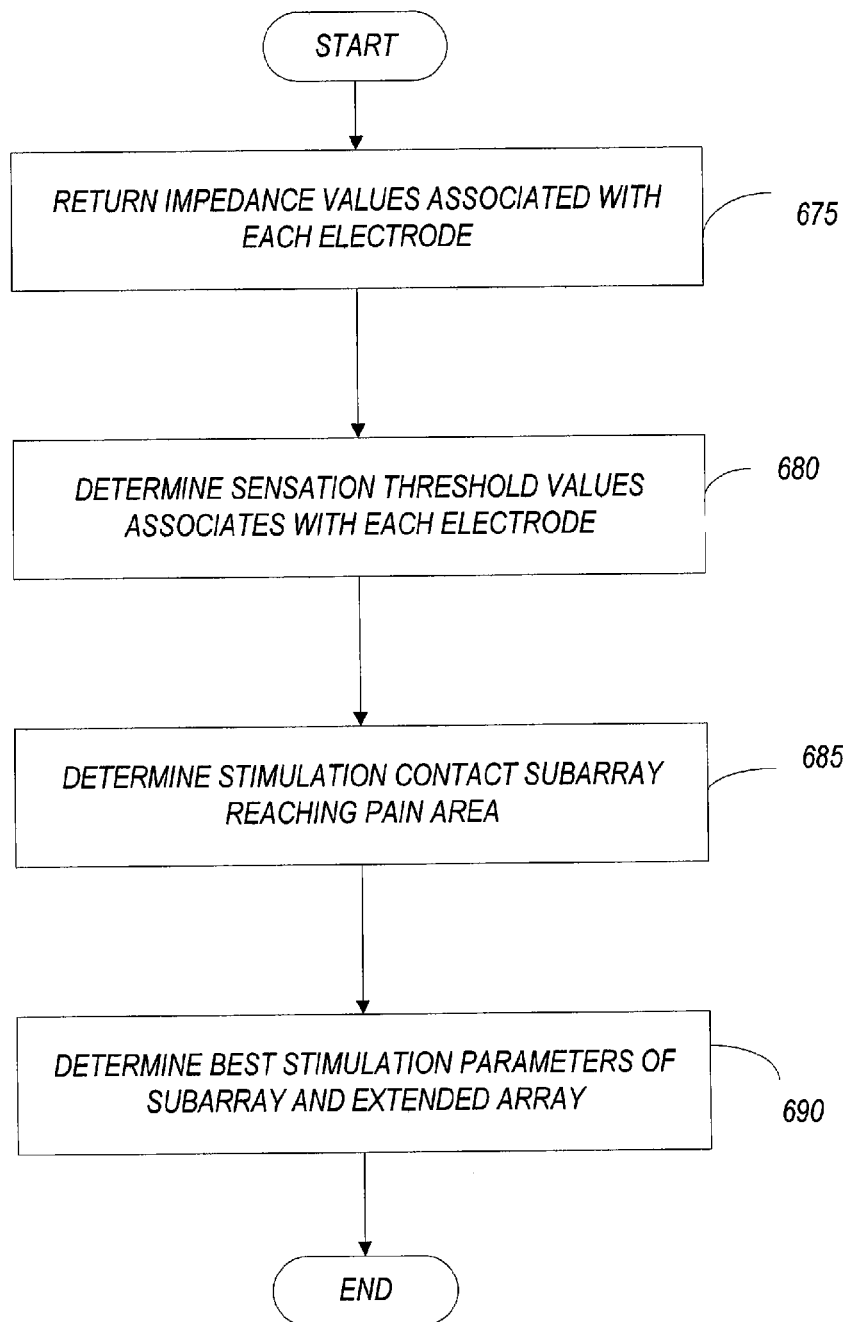 START
RETURN IMPEDANCE VALUES ASSOCIATED WITH
EACH ELECTRODE
675
DETERMINE SENSATION THRESHOLD VALUES
ASSOCIATES WITH EACH ELECTRODE
680
DETERMINE STIMULATION CONTACT SUBARRAY
REACHING PAIN AREA
685
DETERMINE BEST STIMULATION PARAMETERS OF
SUBARRAY AND EXTENDED ARRAY
690
END